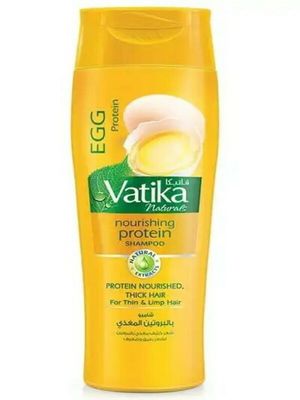 EGG
Protein
فاتيكا
Vatika
Naturals
nourishing
protein
SHAMPOO
NATURAL
EXTRACTS
PROTEIN NOURISHED,
THICK HAIR
For Thin & Limp Hair
شامبو
بالبروتين المغذي